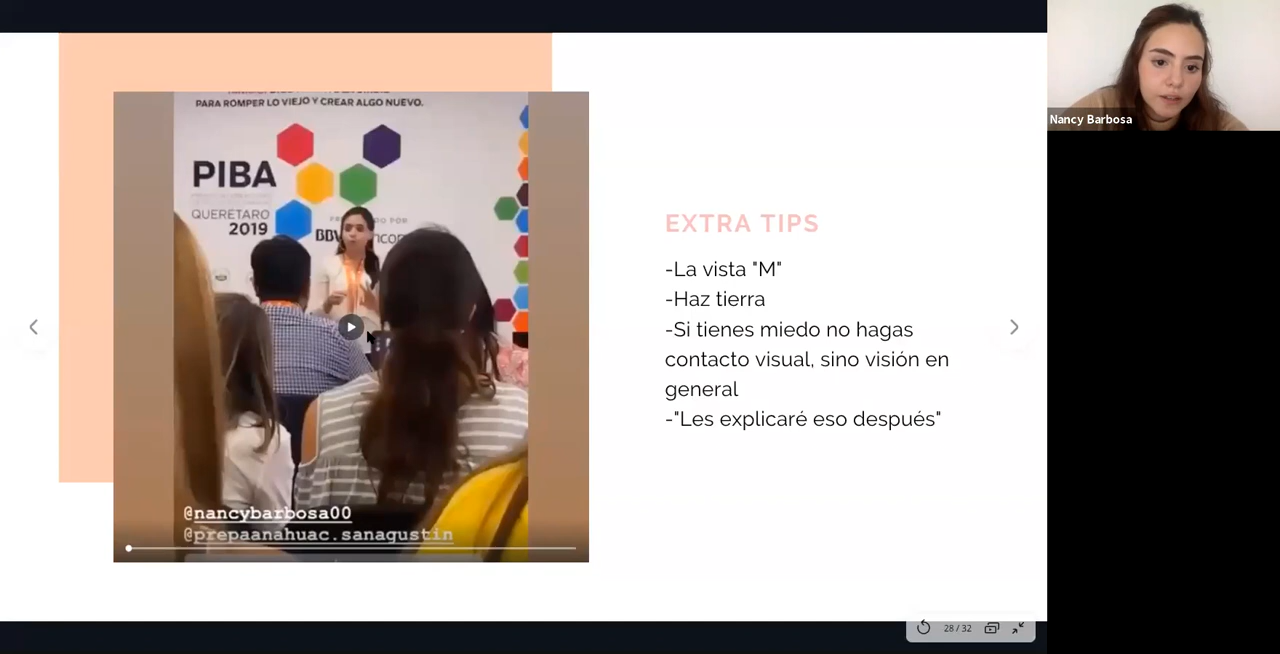 PARA ROMPER LO VIEJO Y CREAR ALGO NUEVO.
PIBA
QUERÉTARO
2019
@nancybarbosa00
@prepaanahuac.sanagustin
EXTRA TIPS
-La vista "M"
-Haz tierra
-Si tienes miedo no hagas
contacto visual, sino visión en
general
-"Les explicaré eso después"
28 / 32
Nancy Barbosa